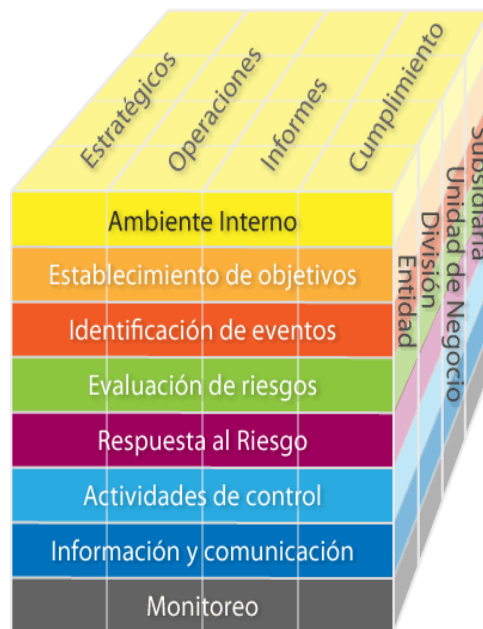 Estratégicos
Operaciones
Informes
Cumplimiento
Ambiente Interno
Establecimiento de objetivos
Identificación de eventos
Evaluación de riesgos
Respuesta al Riesgo
Actividades de control
Información y comunicación
Monitoreo
Entidad
División
Unidad de Negocio
Subsidiaria